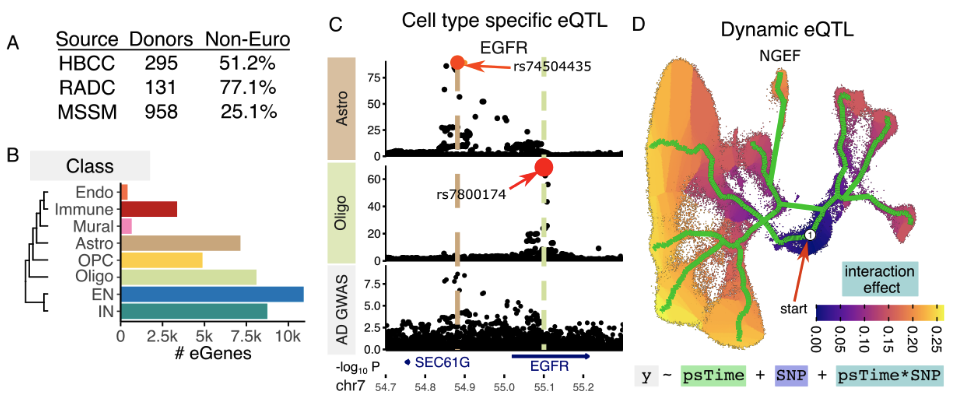 A
Source Donors Non-Euro
HBCC 295 51.2%
RADC 131 77.1%
MSSM 958 25.1%
B
Class
Endo
Immune
Mural
Astro
OPC
Oligo
EN
IN
0 2.5k 5k 7.5k 10k
# eGenes
C
Cell type specific eQTL
EGFR
Astro
75
50
25
0
rs74504435
Oligo
60
40
20
0
rs7800174
AD GWAS
7.5
5.0
2.5
0.0
-log10 P
SEC61G
EGFR
chr7
54.7 54.8 54.9 55.0 55.1 55.2
D
Dynamic eQTL
NGEF
1
start
interaction
effect
0.00 0.05 0.10 0.15 0.20 0.25
y ~ psTime + SNP + psTime*SNP